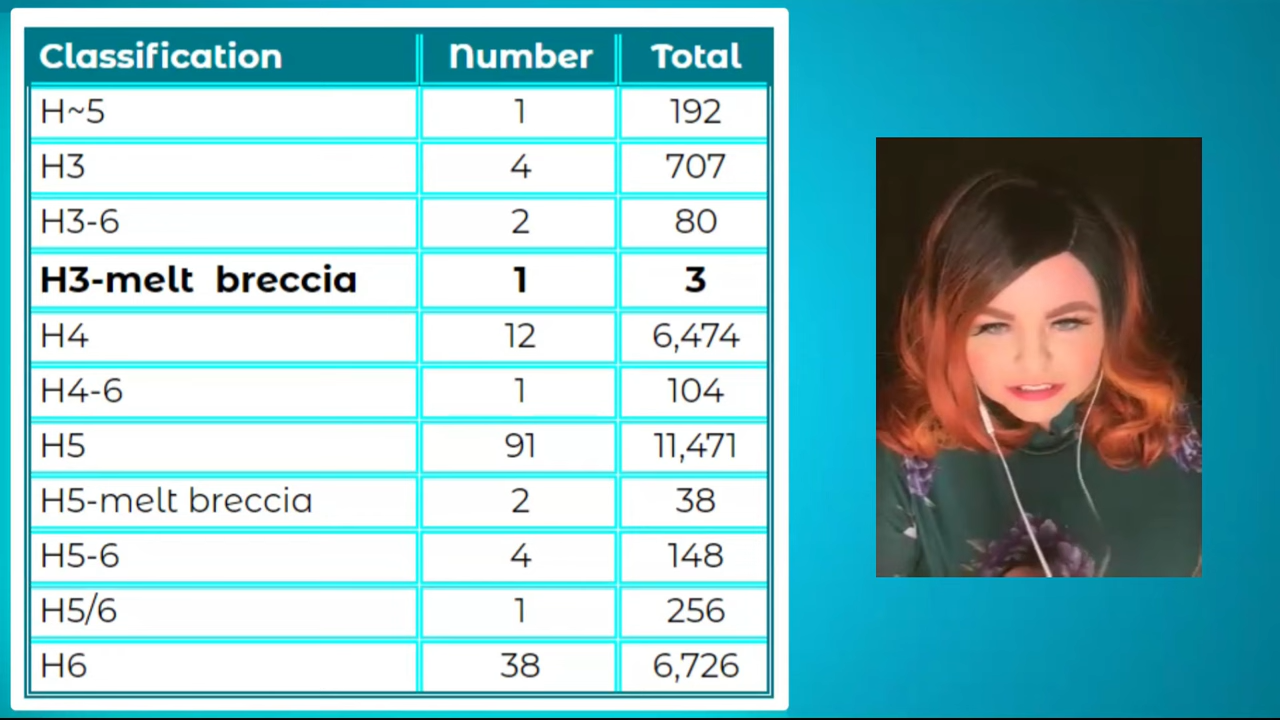 Classification Number Total
H~5 1 192
H3 4 707
H3-6 2 80
H3-melt breccia 1 3
H4 12 6,474
H4-6 1 104
H5 91 11,471
H5-melt breccia 2 38
H5-6 4 148
H5/6 1 256
H6 38 6,726